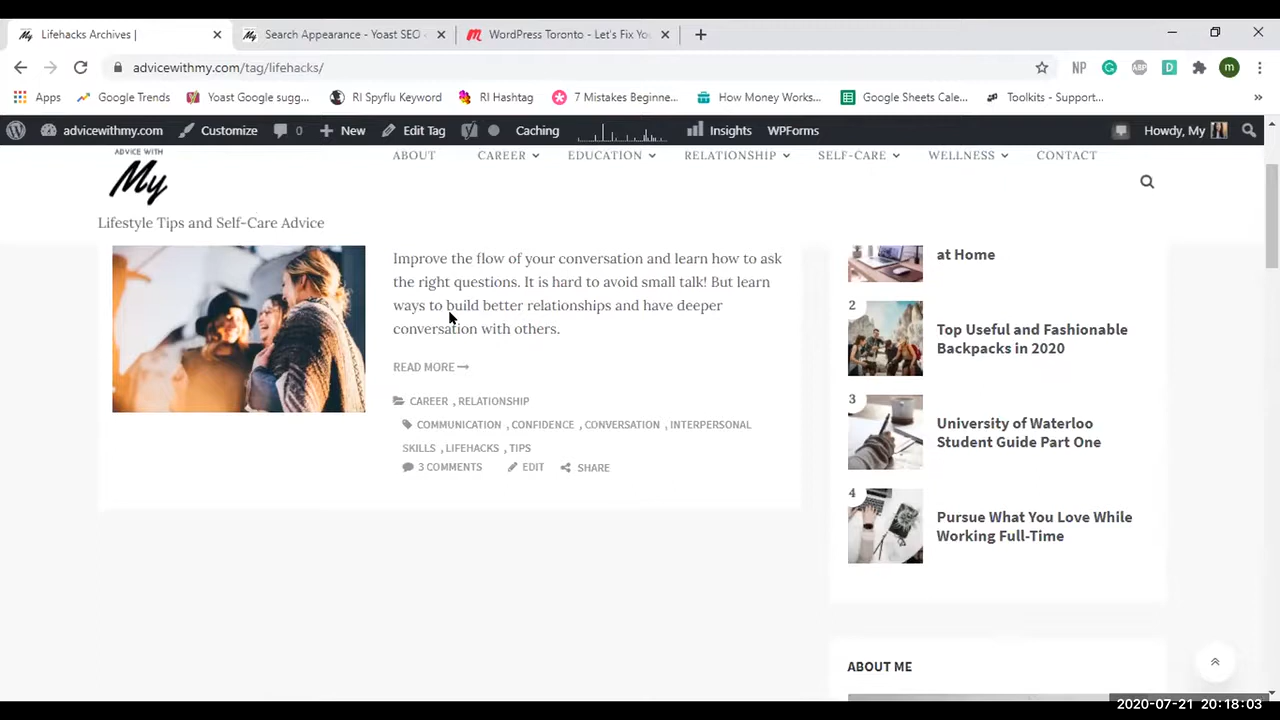 Lifehacks Archives |
Search Appearance - Yoast SEO -
WordPress Toronto - Let's Fix Yo
advicewithmy.com/tag/lifehacks/
NP
ABP
D
m
Apps
Google Trends
Yoast Google sugg...
RI Spyflu Keyword
RI Hashtag
7 Mistakes Beginne...
How Money Works...
Google Sheets Cale...
Toolkits - Support...
»
advicewithmy.com
Customize
0
New
Edit Tag
Caching
Insights
WPForms
Howdy, My
ADVICE WITH
My
Lifestyle Tips and Self-Care Advice
ABOUT
CAREER
EDUCATION
RELATIONSHIP
SELF-CARE
WELLNESS
CONTACT
Improve the flow of your conversation and learn how to ask
the right questions. It is hard to avoid small talk! But learn
ways to build better relationships and have deeper
conversation with others.
READ MORE
CAREER , RELATIONSHIP
COMMUNICATION , CONFIDENCE , CONVERSATION , INTERPERSONAL
SKILLS , LIFEHACKS , TIPS
3 COMMENTS EDIT SHARE
at Home
2
Top Useful and Fashionable
Backpacks in 2020
3
University of Waterloo
Student Guide Part One
4
Pursue What You Love While
Working Full-Time
ABOUT ME
2020-07-21 20:18:03